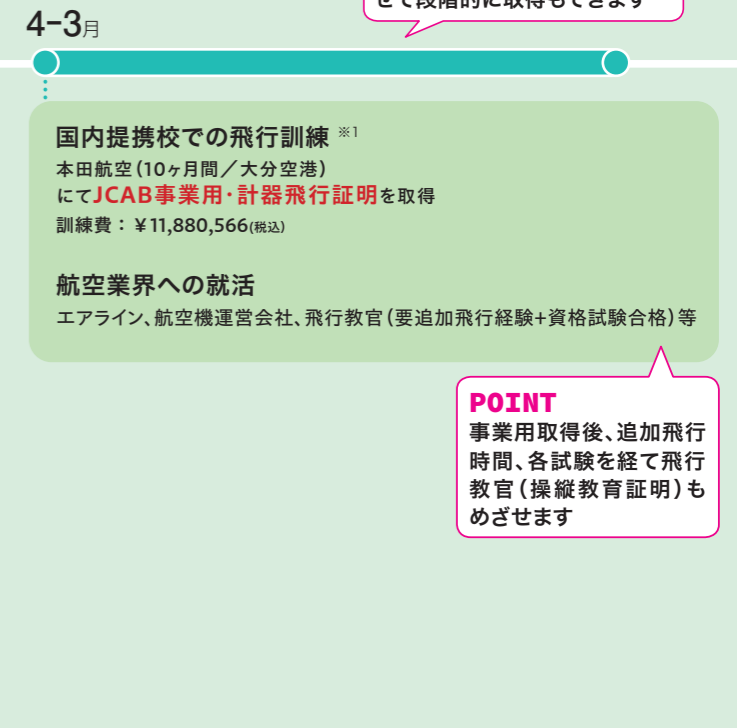 せて段階的に取得もできます
4-3月
国内提携校での飛行訓練 ※1
本田航空(10ヶ月間／大分空港)
にてJCAB事業用・計器飛行証明を取得
訓練費：¥11,880,566(税込)
航空業界への就活
エアライン、航空機運営会社、飛行教官(要追加飛行経験+資格試験合格)等
POINT
事業用取得後、追加飛行
時間、各試験を経て飛行
教官(操縦教育証明)も
めざせます